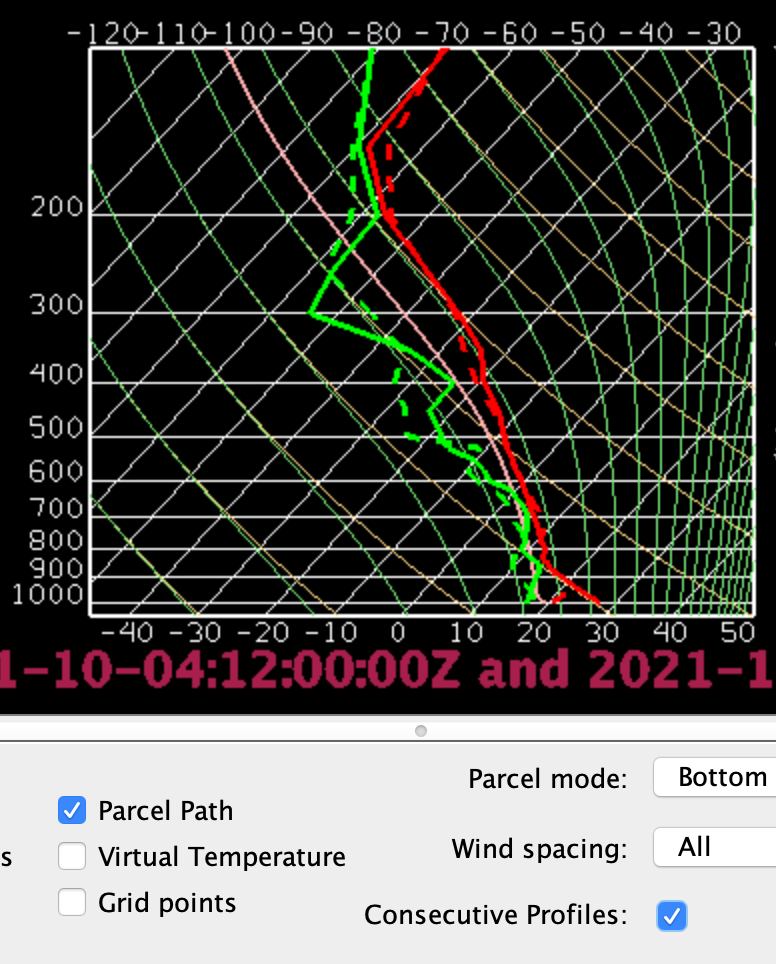 -120-110-100 -90 -80 -70 -60 -50 -40 -30
200
300
400
500
600
700
800
900
1000
-40 -30 -20 -10 0 10 20 30 40 50
1-10-04:12:00:00Z and 2021-1
Parcel mode: Bottom
Parcel Path
s Virtual Temperature
Wind spacing: All
Grid points
Consecutive Profiles: